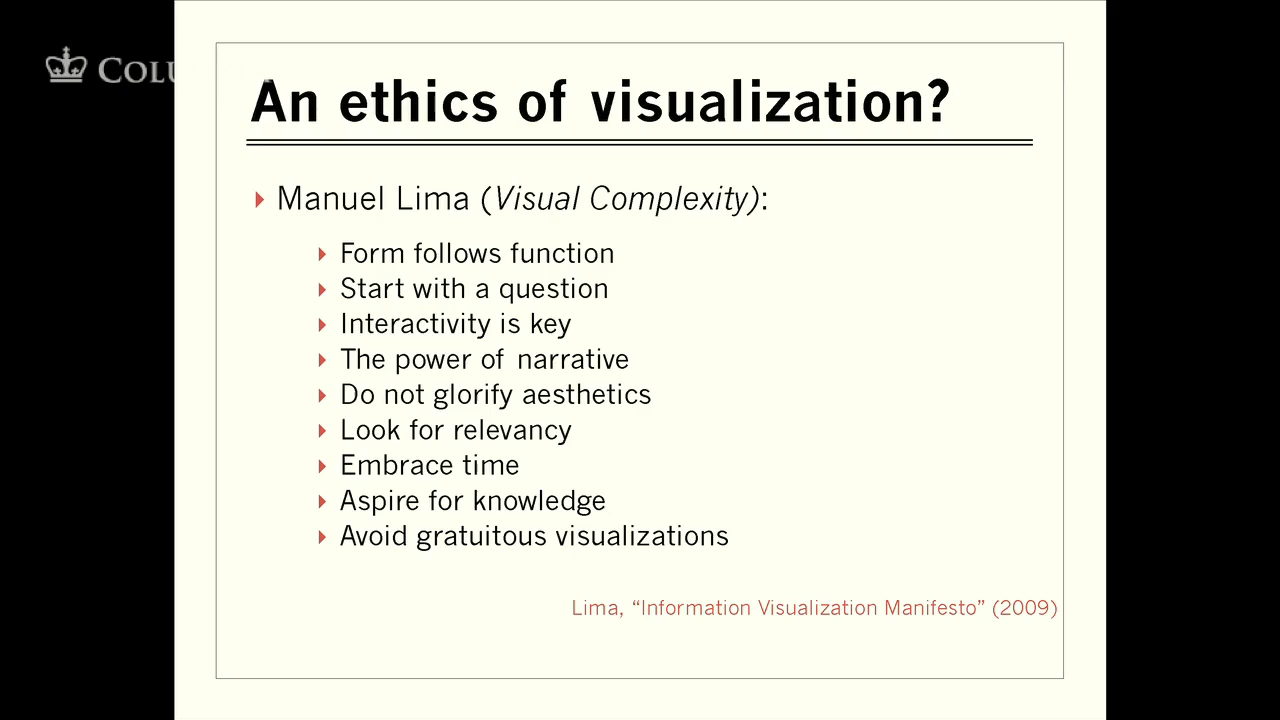 An ethics of visualization?
Manuel Lima (Visual Complexity):
Form follows function
Start with a question
Interactivity is key
The power of narrative
Do not glorify aesthetics
Look for relevancy
Embrace time
Aspire for knowledge
Avoid gratuitous visualizations
Lima, “Information Visualization Manifesto” (2009)